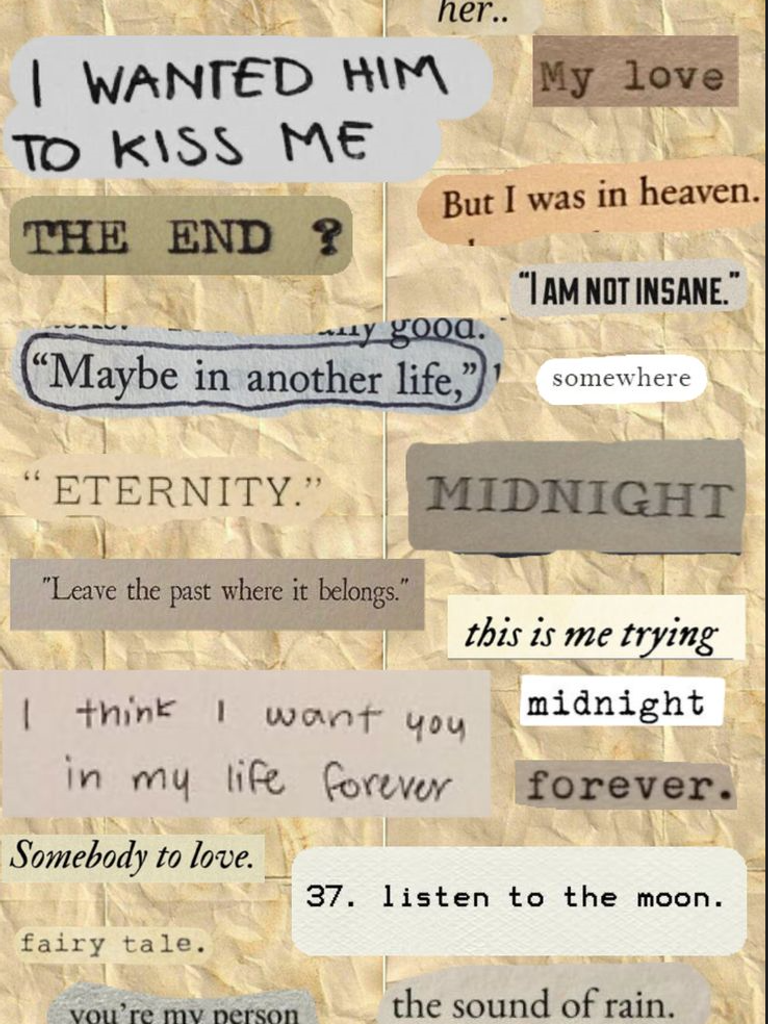 her..
I WANTED HIM
TO KISS ME
My love
But I was in heaven.
THE END ?
"I AM NOT INSANE."
good.
“Maybe in another life,”
somewhere
“ETERNITY.”
MIDNIGHT
"Leave the past where it belongs."
this is me trying
I think I want you
in my life forever
midnight
forever.
Somebody to love.
37. listen to the moon.
fairy tale.
you're my person
the sound of rain.